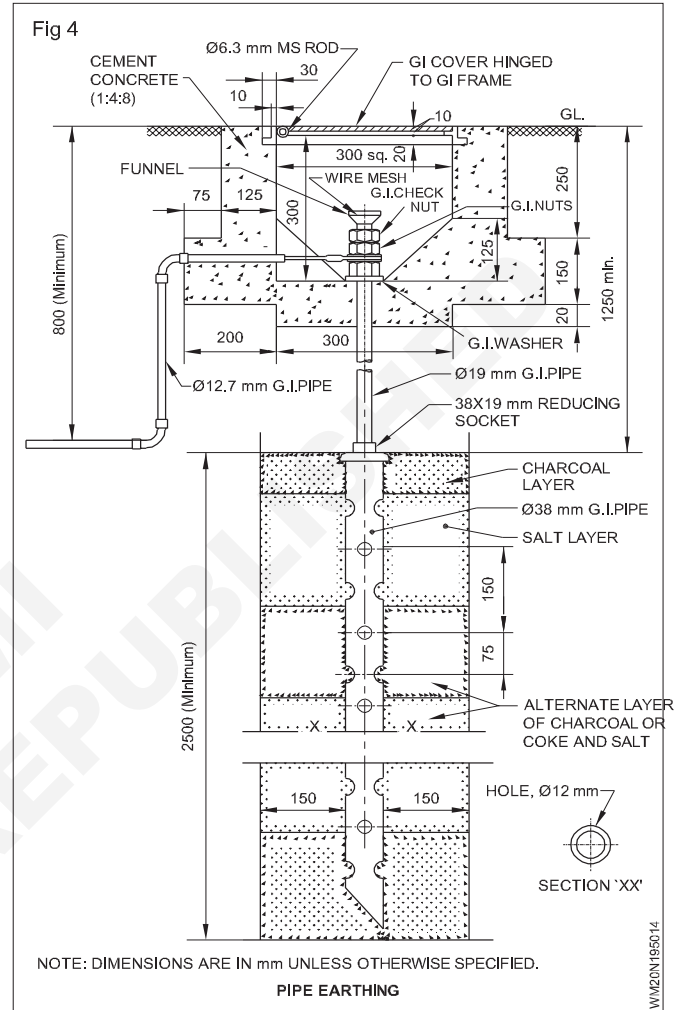 Fig 4
Ø6.3 mm MS ROD
CEMENT
CONCRETE
(1:4:8)
30
10
GI COVER HINGED
TO GI FRAME
10
GL.
300 sq.
20
FUNNEL
WIRE MESH
G.I.CHECK
NUT
G.I.NUTS
75
125
300
250
125
150
20
800 (Minimum)
1250 mln.
200
300
G.I.WASHER
Ø12.7 mm G.I.PIPE
Ø19 mm G.I.PIPE
38X19 mm REDUCING
SOCKET
CHARCOAL
LAYER
Ø38 mm G.I.PIPE
SALT LAYER
150
75
2500 (Minimum)
ALTERNATE LAYER
OF CHARCOAL OR
COKE AND SALT
X X
150 150
HOLE, Ø12 mm
SECTION `XX'
NOTE: DIMENSIONS ARE IN mm UNLESS OTHERWISE SPECIFIED.
PIPE EARTHING
WM20N195014
REPUBLISHED